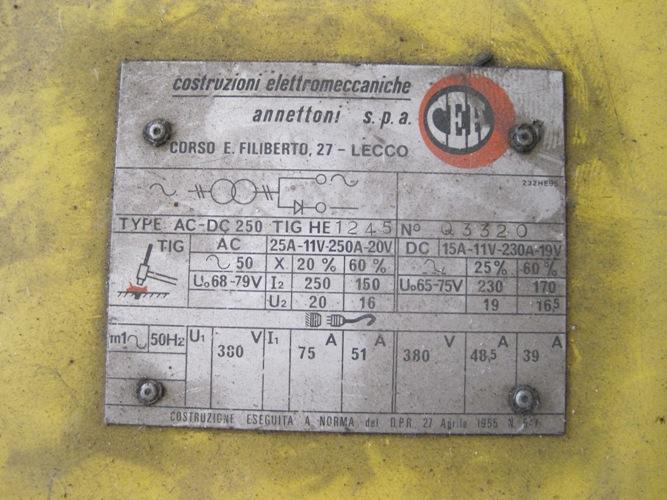 costruzioni elettromeccaniche
annettoni s.p.a.
CEA
CORSO E. FILIBERTO, 27 - LECCO
232HE95
TYPE AC-DC 250 TIG HE 1245 Nº Q3320
TIG AC 25A-11V-250A-20V DC 15A-11V-230A-19V
50 X 20 % 60 % 25% 60 %
U₀68-79V I2 250 150 U₀65-75V 230 170
U2 20 16 19 16,5
m1 50Hz U1 380 V I1 75 A 51 A 380 V 48,5 A 39 A
COSTRUZIONE ESEGUITA A NORMA del D.P.R. 27 Aprile 1955 N.